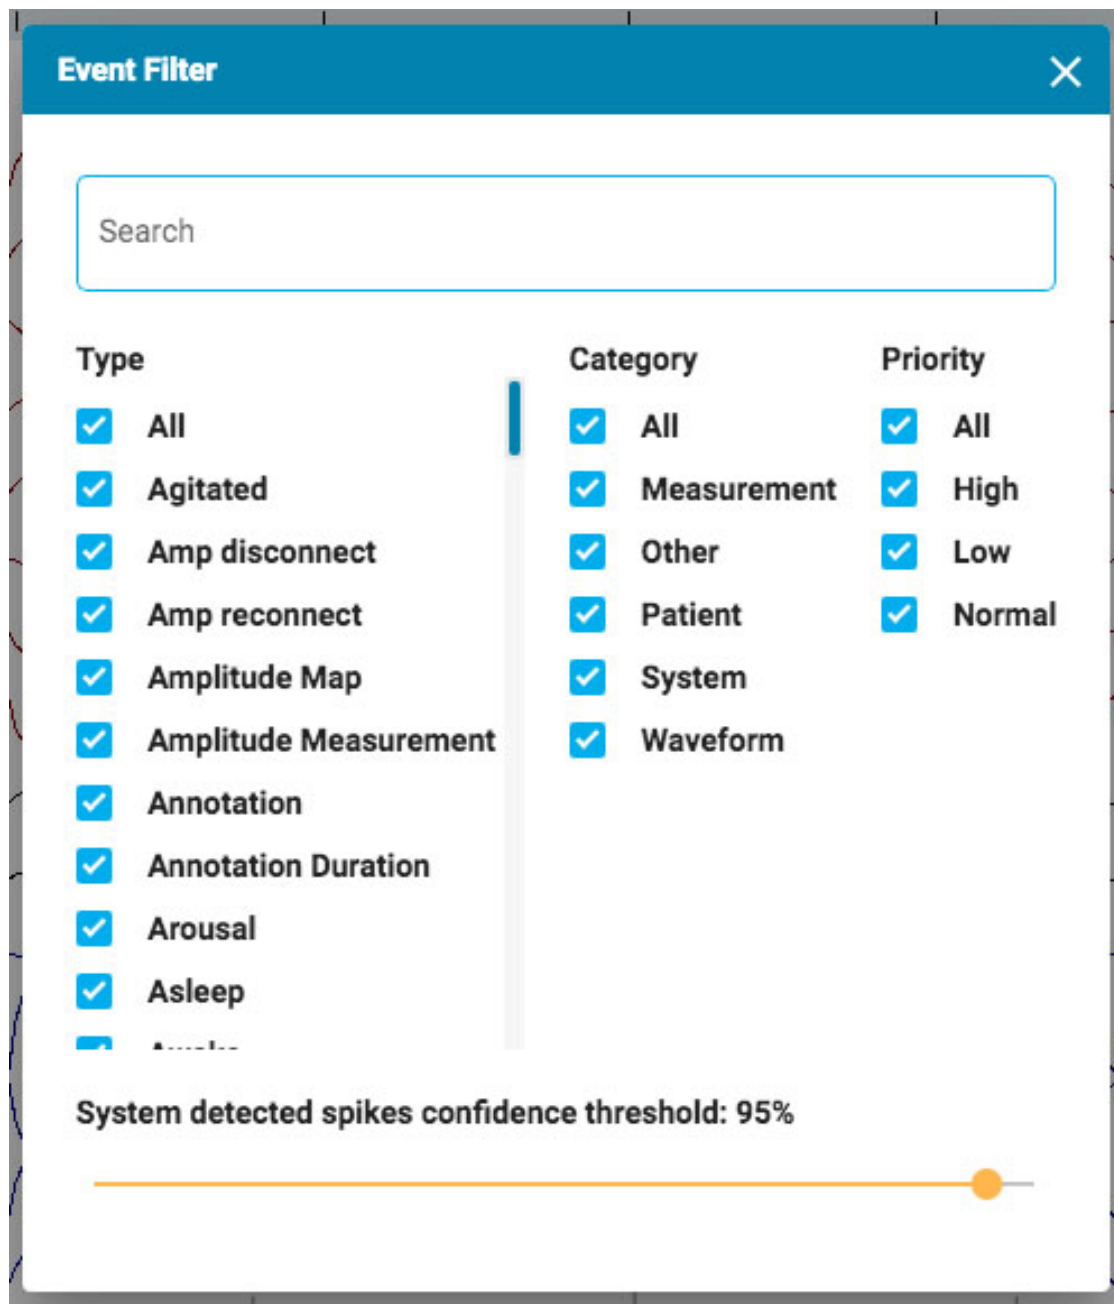 Event Filter
Search
Type
All
Agitated
Amp disconnect
Amp reconnect
Amplitude Map
Amplitude Measurement
Annotation
Annotation Duration
Arousal
Asleep
Category
All
Measurement
Other
Patient
System
Waveform
Priority
All
High
Low
Normal
System detected spikes confidence threshold: 95%